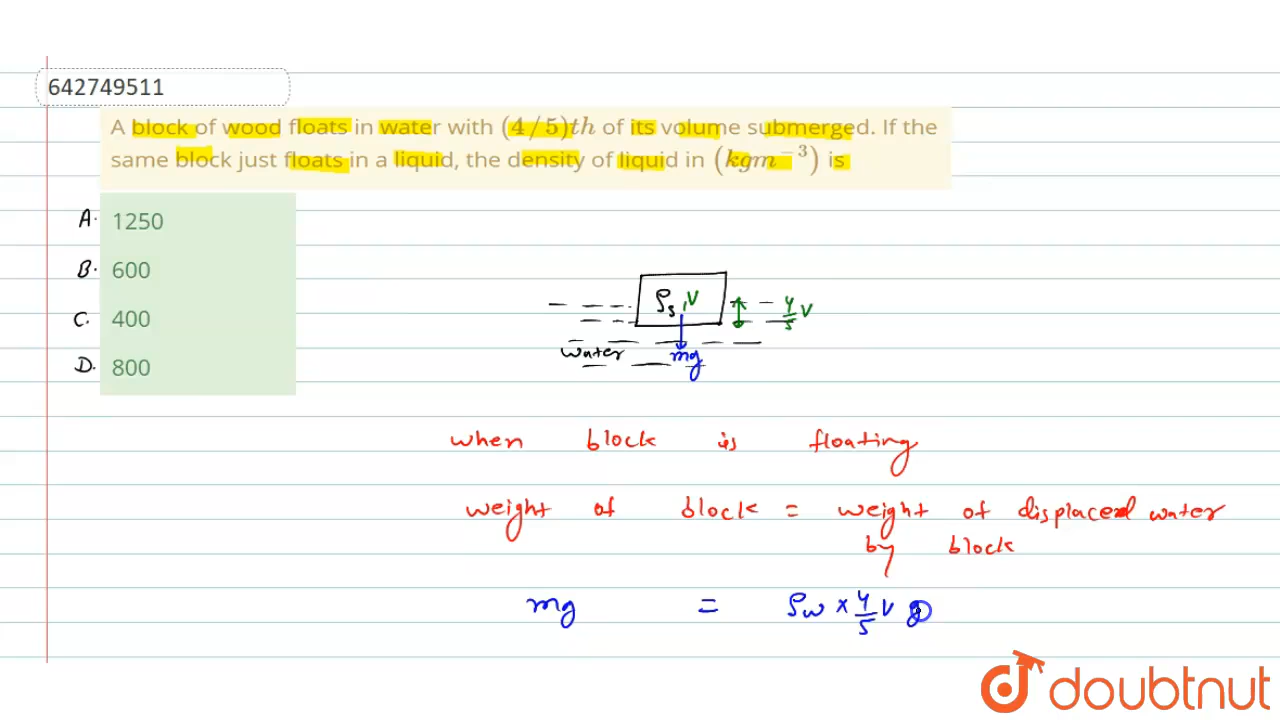 642749511
A block of wood floats in water with (4/5)th of its volume submerged. If the
same block just floats in a liquid, the density of liquid in (kgm⁻³) is
A. 1250
B. 600
C. 400
D. 800
ρs, V
4/5 V
water
mg
when block is floating
weight of block = weight of displaced water
by block
mg = ρw × 4/5 V g
doubtnut